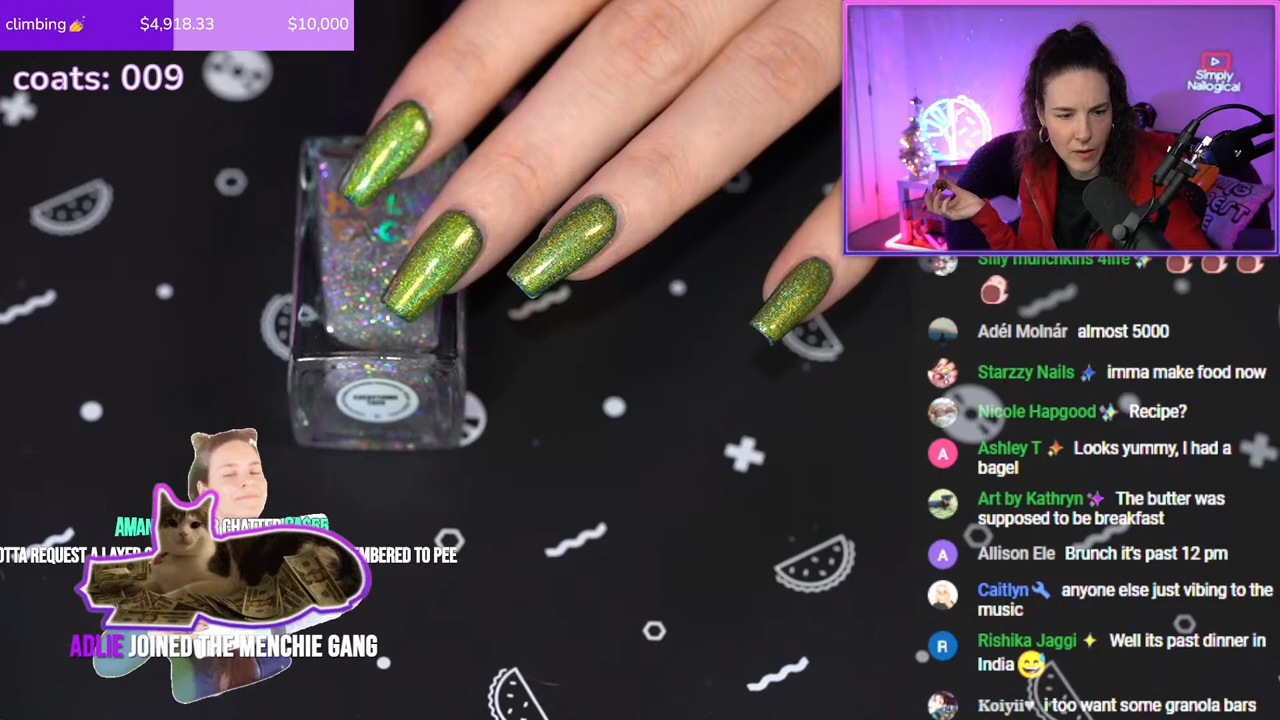 climbing💅 $4,918.33 $10,000
coats: 009
Simply
Nailogical
Silly munchkins 4life
Adél Molnár almost 5000
Starzzy Nails imma make food now
Nicole Hapgood Recipe?
A Ashley T Looks yummy, I had a
bagel
Art by Kathryn The butter was
supposed to be breakfast
A Allison Ele Brunch it's past 12 pm
Caitlyn anyone else just vibing to the
music
R Rishika Jaggi Well its past dinner in
India 😅
Koiyii♥ i too want some granola bars
EVERYTHING
OTTA REQUEST A LAYER MBERED TO PEE
ADLIE JOINED THE MENCHIE GANG